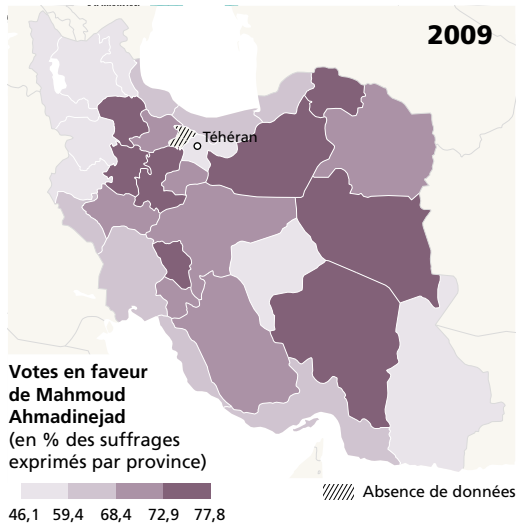 2009
Téhéran
Votes en faveur
de Mahmoud
Ahmadinejad
(en % des suffrages
exprimés par province)
46,1 59,4 68,4 72,9 77,8
Absence de données